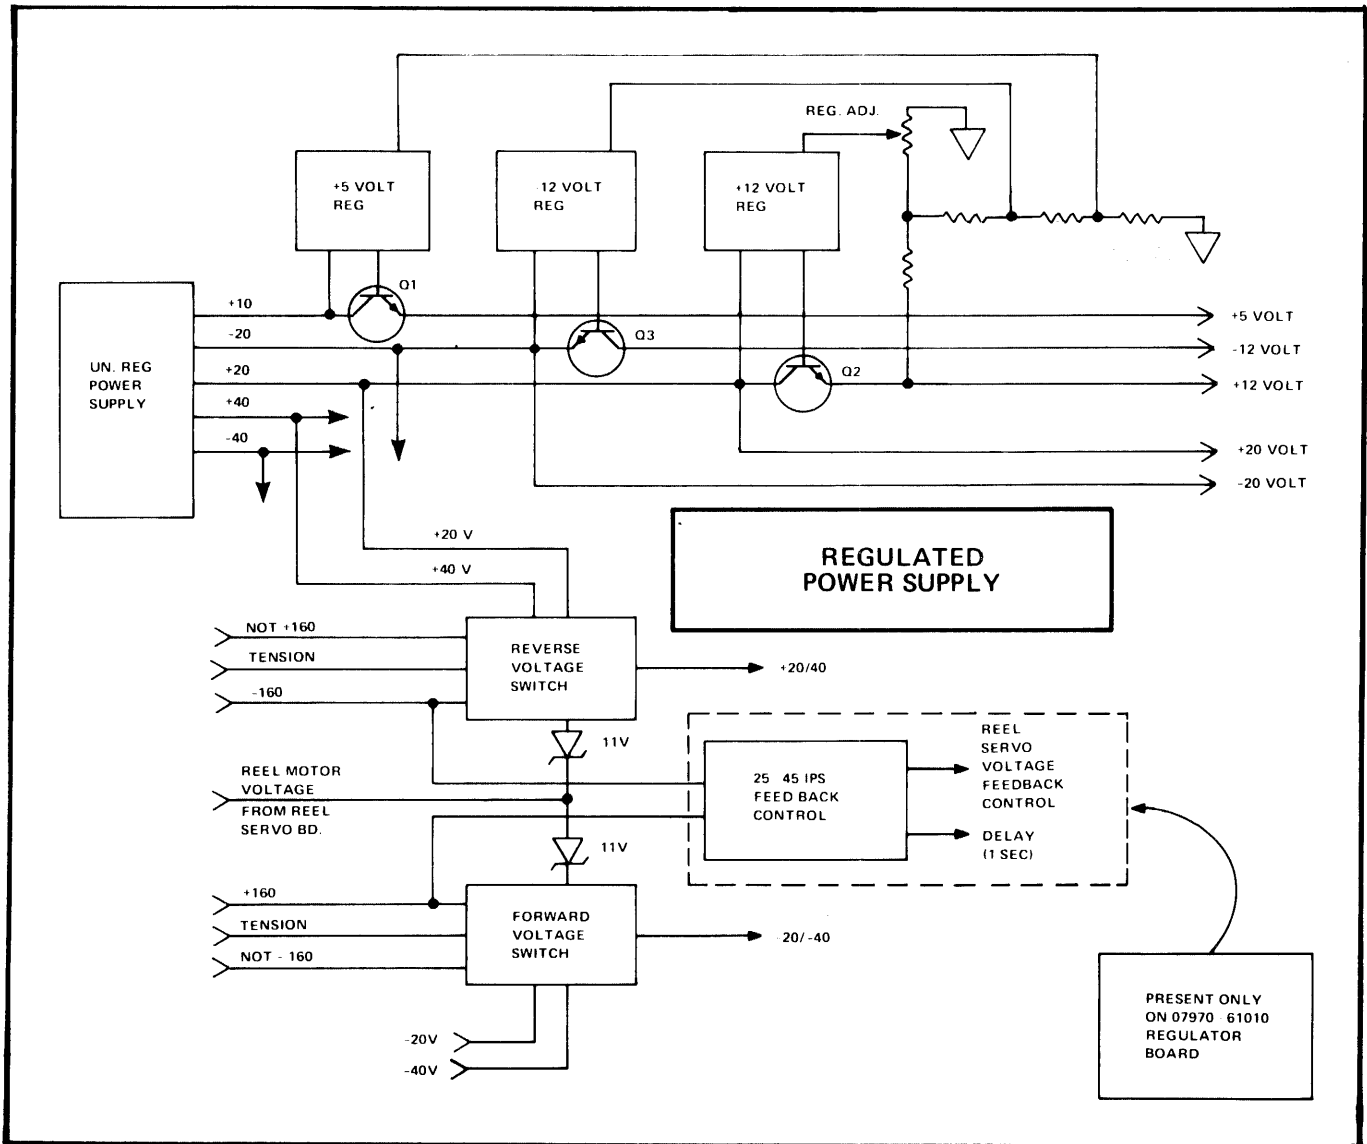 REG. ADJ.
+5 VOLT
REG
12 VOLT
REG
+12 VOLT
REG
Q1
Q3
Q2
UN. REG
POWER
SUPPLY
+10
-20
+20
+40
-40
+5 VOLT
-12 VOLT
+12 VOLT
+20 VOLT
-20 VOLT
+20 V
+40 V
REGULATED
POWER SUPPLY
NOT +160
TENSION
-160
REVERSE
VOLTAGE
SWITCH
+20/40
11V
REEL MOTOR
VOLTAGE
FROM REEL
SERVO BD.
25 45 IPS
FEED BACK
CONTROL
REEL
SERVO
VOLTAGE
FEEDBACK
CONTROL
DELAY
(1 SEC)
11V
+160
TENSION
NOT - 160
FORWARD
VOLTAGE
SWITCH
20/-40
-20V
-40V
PRESENT ONLY
ON 07970 61010
REGULATOR
BOARD